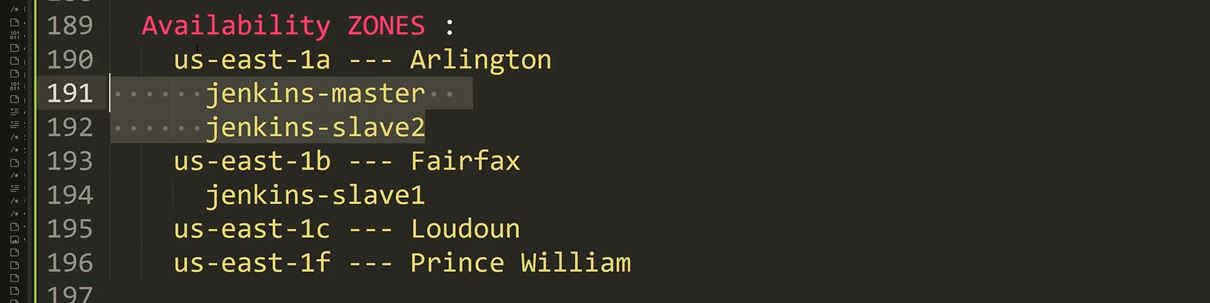 189 Availability ZONES :
190 us-east-1a --- Arlington
191 jenkins-master
192 jenkins-slave2
193 us-east-1b --- Fairfax
194 jenkins-slave1
195 us-east-1c --- Loudoun
196 us-east-1f --- Prince William
197